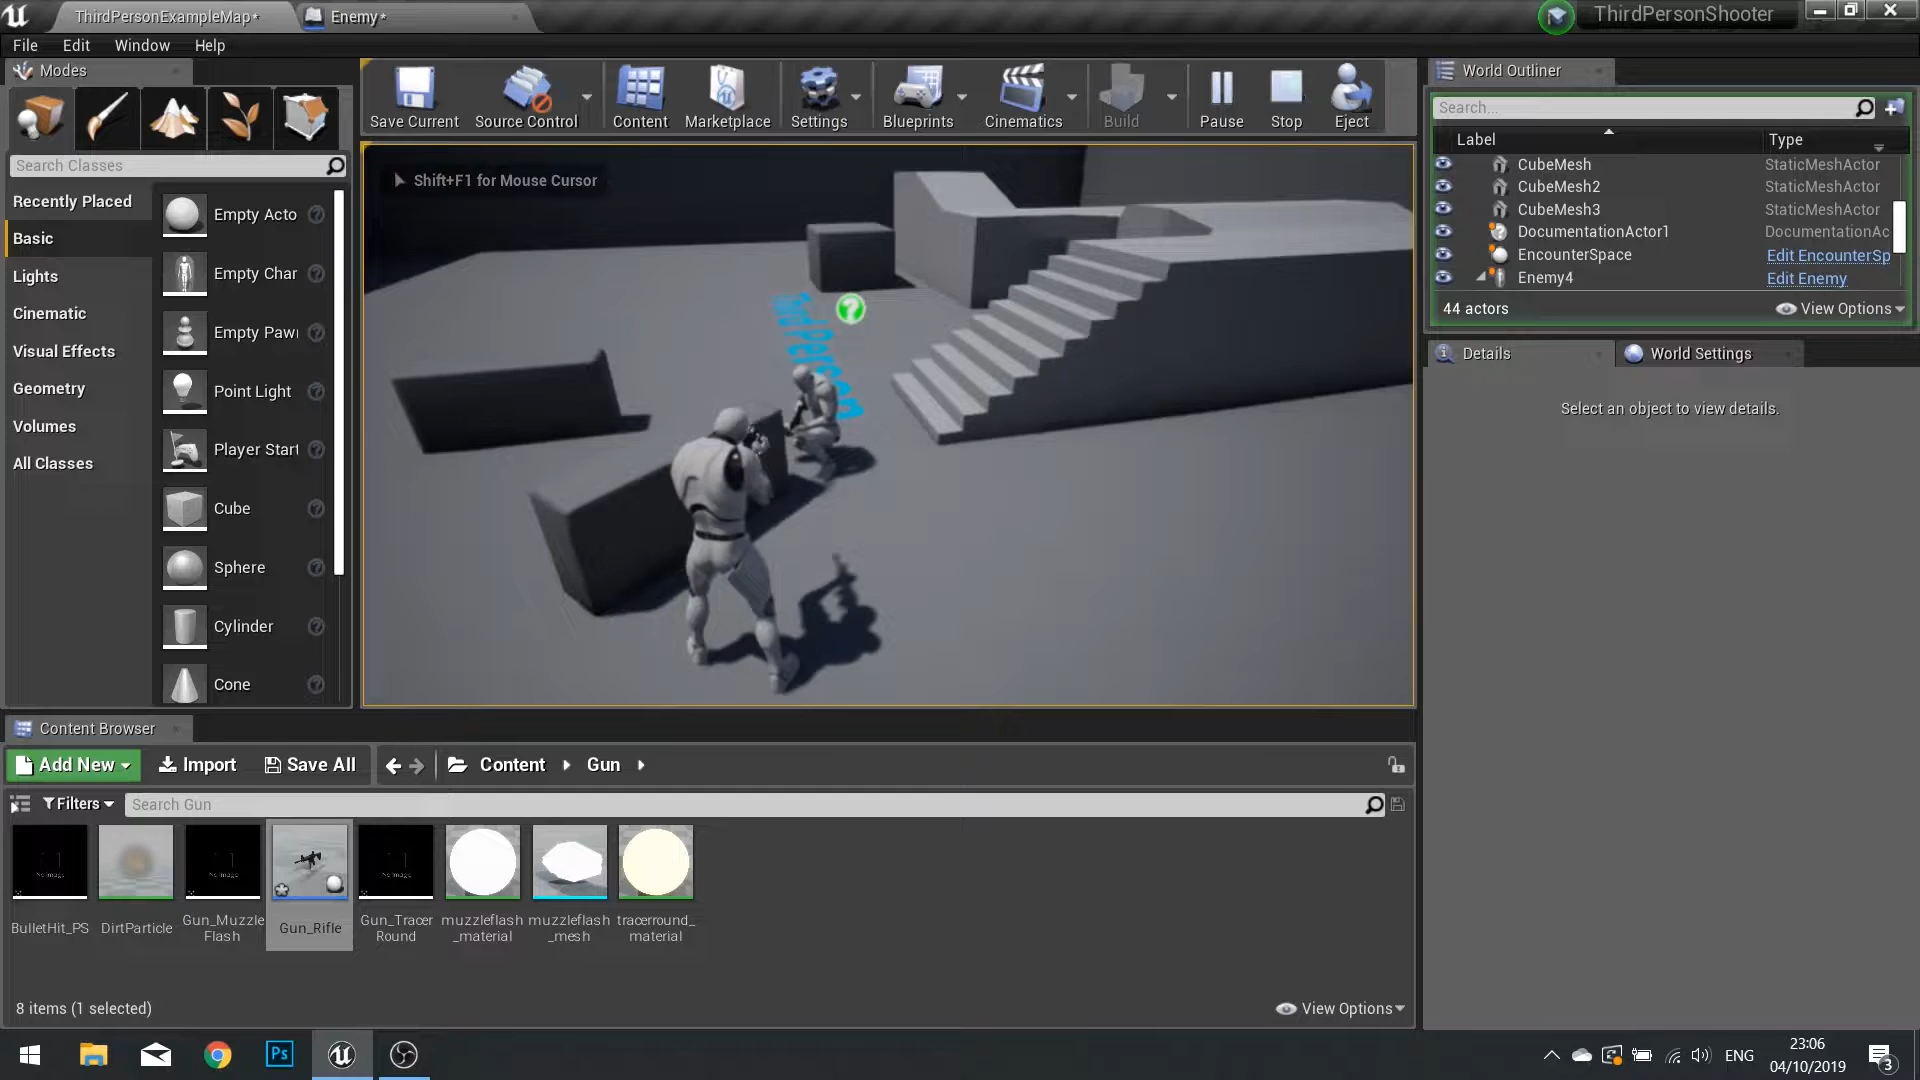 ThirdPersonExampleMap*
Enemy*
ThirdPersonShooter
File Edit Window Help
Modes
Search Classes
Recently Placed
Basic
Lights
Cinematic
Visual Effects
Geometry
Volumes
All Classes
Empty Acto
Empty Char
Empty Paw
Point Light
Player Start
Cube
Sphere
Cylinder
Cone
Save Current
Source Control
Content
Marketplace
Settings
Blueprints
Cinematics
Build
Pause
Stop
Eject
Shift+F1 for Mouse Cursor
World Outliner
Search...
Label Type
CubeMesh StaticMeshActor
CubeMesh2 StaticMeshActor
CubeMesh3 StaticMeshActor
DocumentationActor1 DocumentationAc
EncounterSpace Edit EncounterSp
Enemy4 Edit Enemy
44 actors View Options
Details
World Settings
Select an object to view details.
Content Browser
Add New Import Save All Content Gun
Filters Search Gun
BulletHit_PS
DirtParticle
Gun_Muzzle
Flash
Gun_Rifle
Gun_Tracer
Round
muzzleflash
_material
muzzleflash
_mesh
tracerround_
material
8 items (1 selected)
View Options
Ps
ENG
23:06
04/10/2019
3